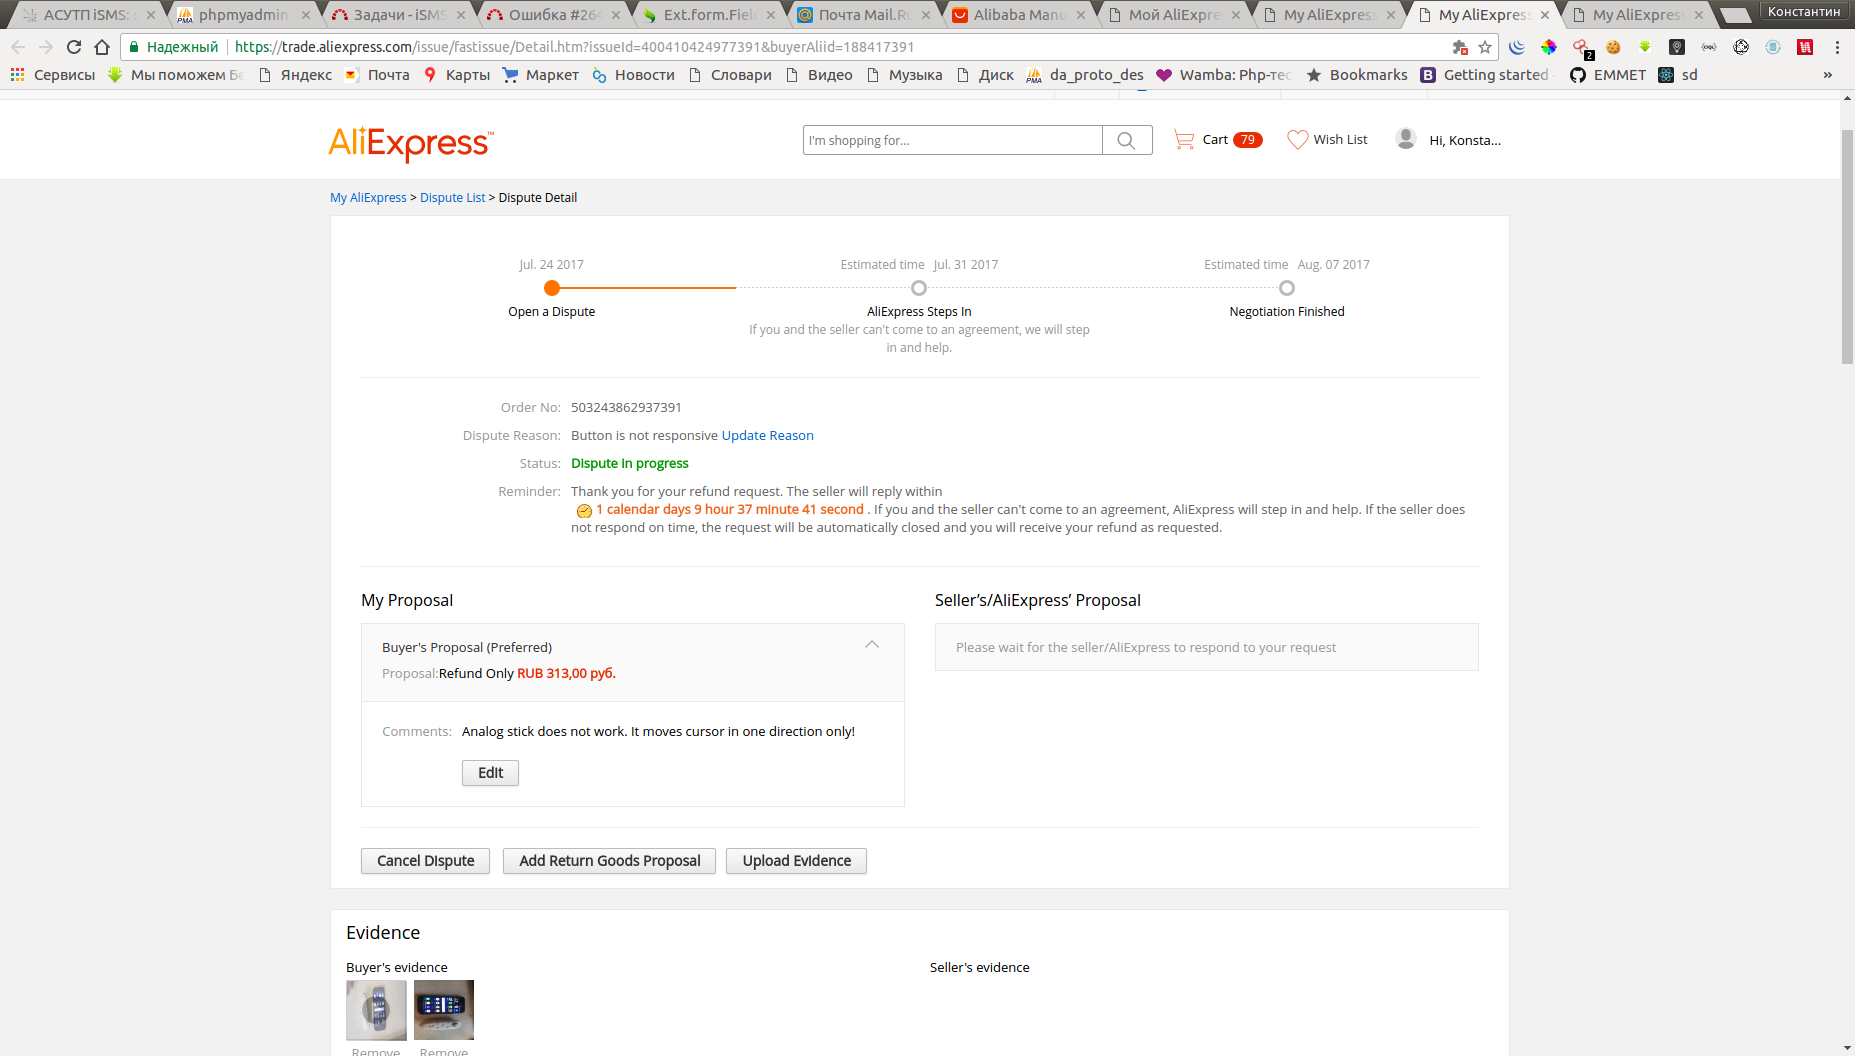 АСУТП iSMS: s
phpmyadmin.
Задачи - iSMS
Ошибка #264
Ext.form.Field
Почта Mail.Ru
Alibaba Manu
Мой AliExpre
My AliExpress
My AliExpress
My AliExpress
Константин
Надежный
https://trade.aliexpress.com/issue/fastissue/Detail.htm?issueId=400410424977391&buyerAliid=188417391
2
Сервисы
Мы поможем Бе
Яндекс
Почта
Карты
Маркет
Новости
Словари
Видео
Музыка
Диск
da_proto_des
Wamba: Php-тес
Bookmarks
Getting started
EMMET
sd
»
AliExpress™
I'm shopping for...
Cart 79
Wish List
Hi, Konsta...
My AliExpress > Dispute List > Dispute Detail
Jul. 24 2017
Estimated time Jul. 31 2017
Estimated time Aug. 07 2017
Open a Dispute
AliExpress Steps In
Negotiation Finished
If you and the seller can't come to an agreement, we will step
in and help.
Order No: 503243862937391
Dispute Reason: Button is not responsive Update Reason
Status: Dispute in progress
Reminder: Thank you for your refund request. The seller will reply within
1 calendar days 9 hour 37 minute 41 second . If you and the seller can't come to an agreement, AliExpress will step in and help. If the seller does
not respond on time, the request will be automatically closed and you will receive your refund as requested.
My Proposal
Seller’s/AliExpress’ Proposal
Buyer's Proposal (Preferred)
Proposal:Refund Only RUB 313,00 руб.
Please wait for the seller/AliExpress to respond to your request
Comments: Analog stick does not work. It moves cursor in one direction only!
Edit
Cancel Dispute
Add Return Goods Proposal
Upload Evidence
Evidence
Buyer's evidence
Seller's evidence
Remove
Remove